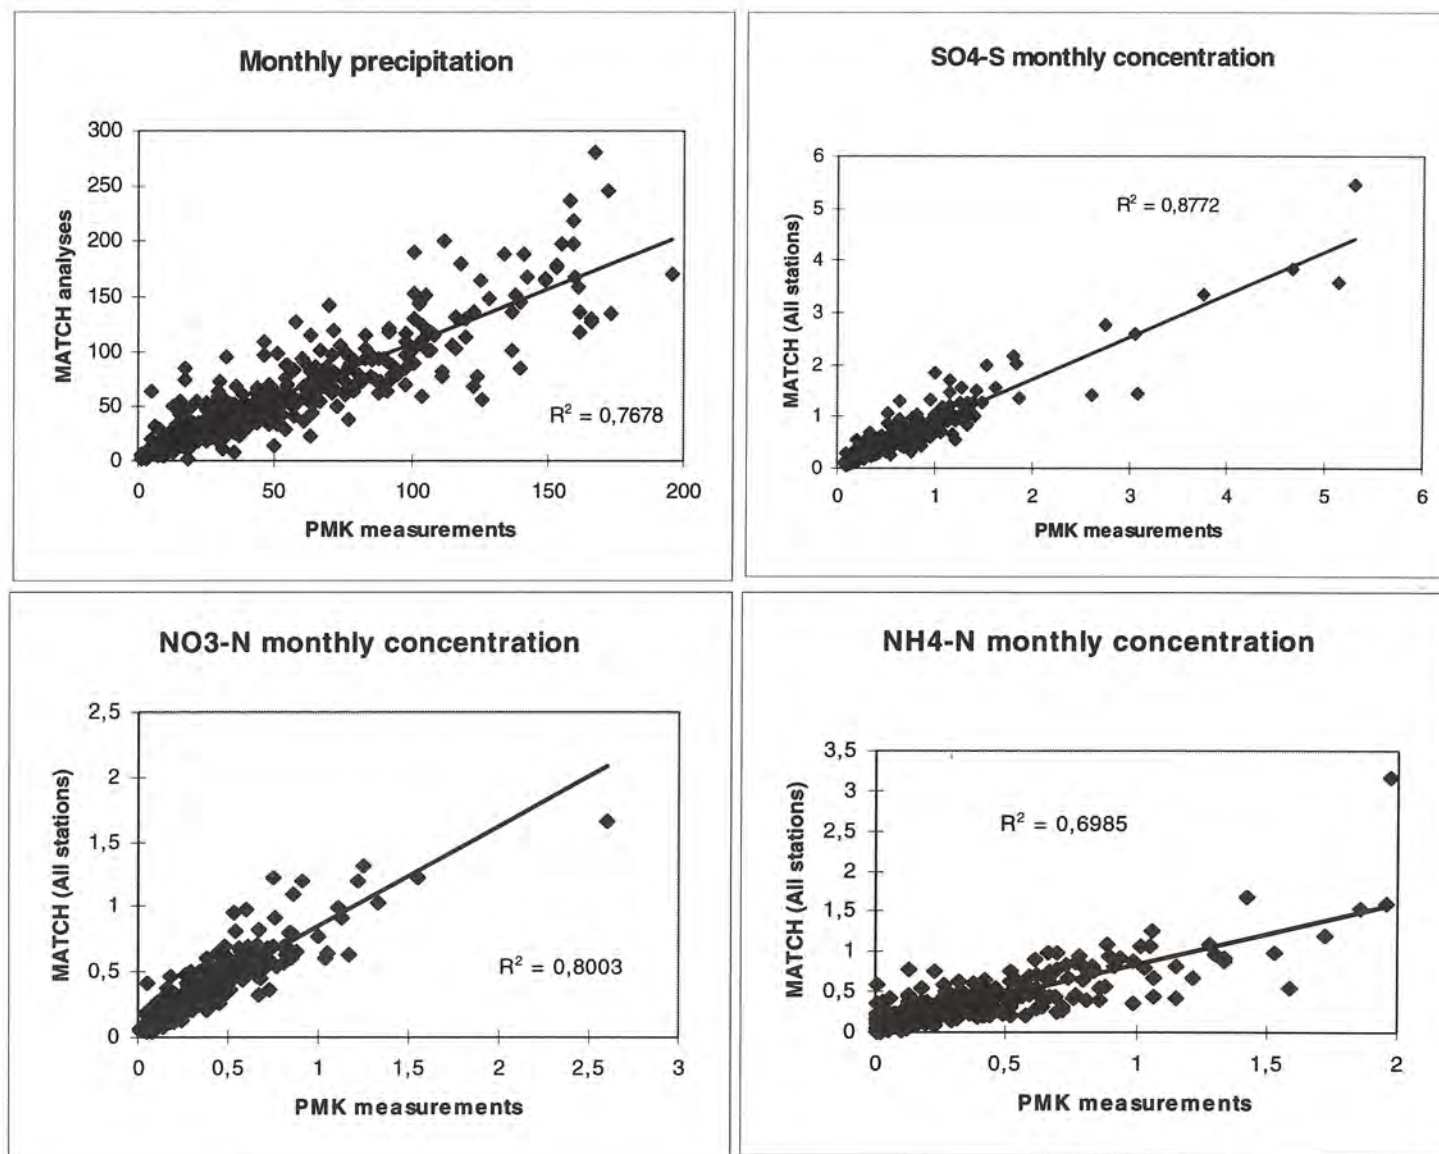 Monthly precipitation
300
250
200
150
100
50
0
MATCH analyses
R² = 0,7678
0 50 100 150 200
PMK measurements
SO4-S monthly concentration
6
5
4
3
2
1
0
MATCH (All stations)
R² = 0,8772
0 1 2 3 4 5 6
PMK measurements
NO3-N monthly concentration
2,5
2
1,5
1
0,5
0
MATCH (All stations)
R² = 0,8003
0 0,5 1 1,5 2 2,5 3
PMK measurements
NH4-N monthly concentration
3,5
3
2,5
2
1,5
1
0,5
0
MATCH (All stations)
R² = 0,6985
0 0,5 1 1,5 2
PMK measurements